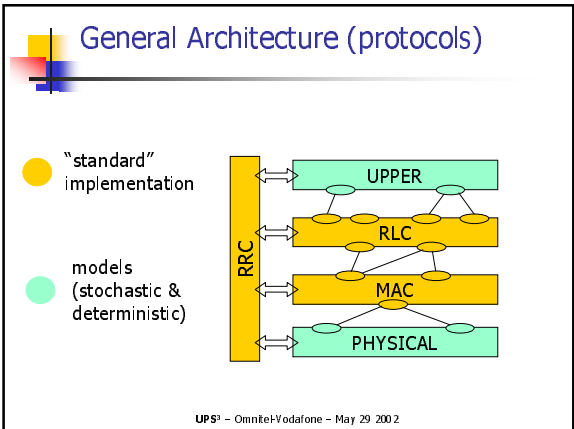 General Architecture (protocols)
“standard”
implementation
models
(stochastic &
deterministic)
RRC
UPPER
RLC
MAC
PHYSICAL
UPS³ – Omnitel-Vodafone – May 29 2002